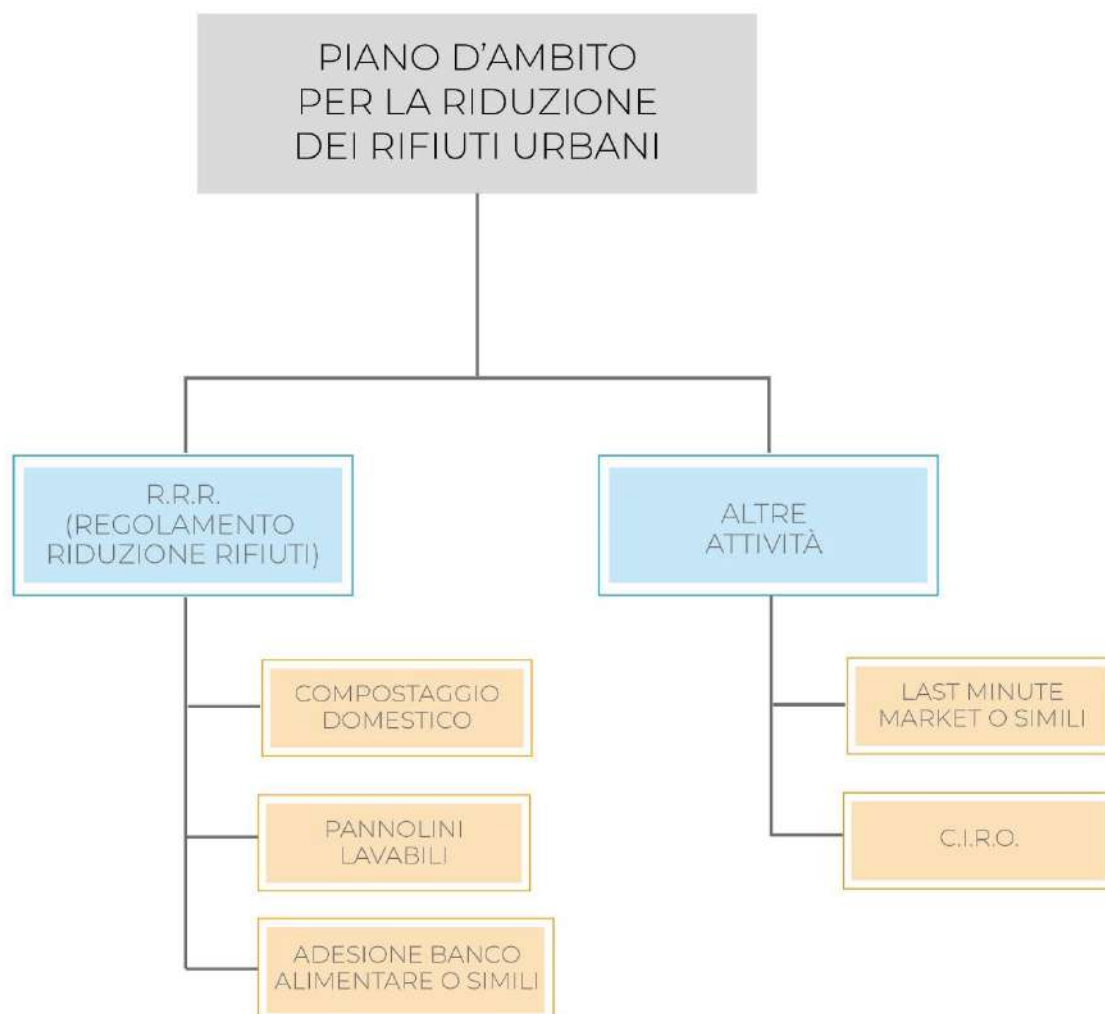 PIANO D'AMBITO
PER LA RIDUZIONE
DEI RIFIUTI URBANI
R.R.R.
(REGOLAMENTO
RIDUZIONE RIFIUTI)
COMPOSTAGGIO
DOMESTICO
PANNOLINI
LAVABILI
ADESIONE BANCO
ALIMENTARE O SIMILI
ALTRE
ATTIVITÀ
LAST MINUTE
MARKET O SIMILI
C.I.R.O.